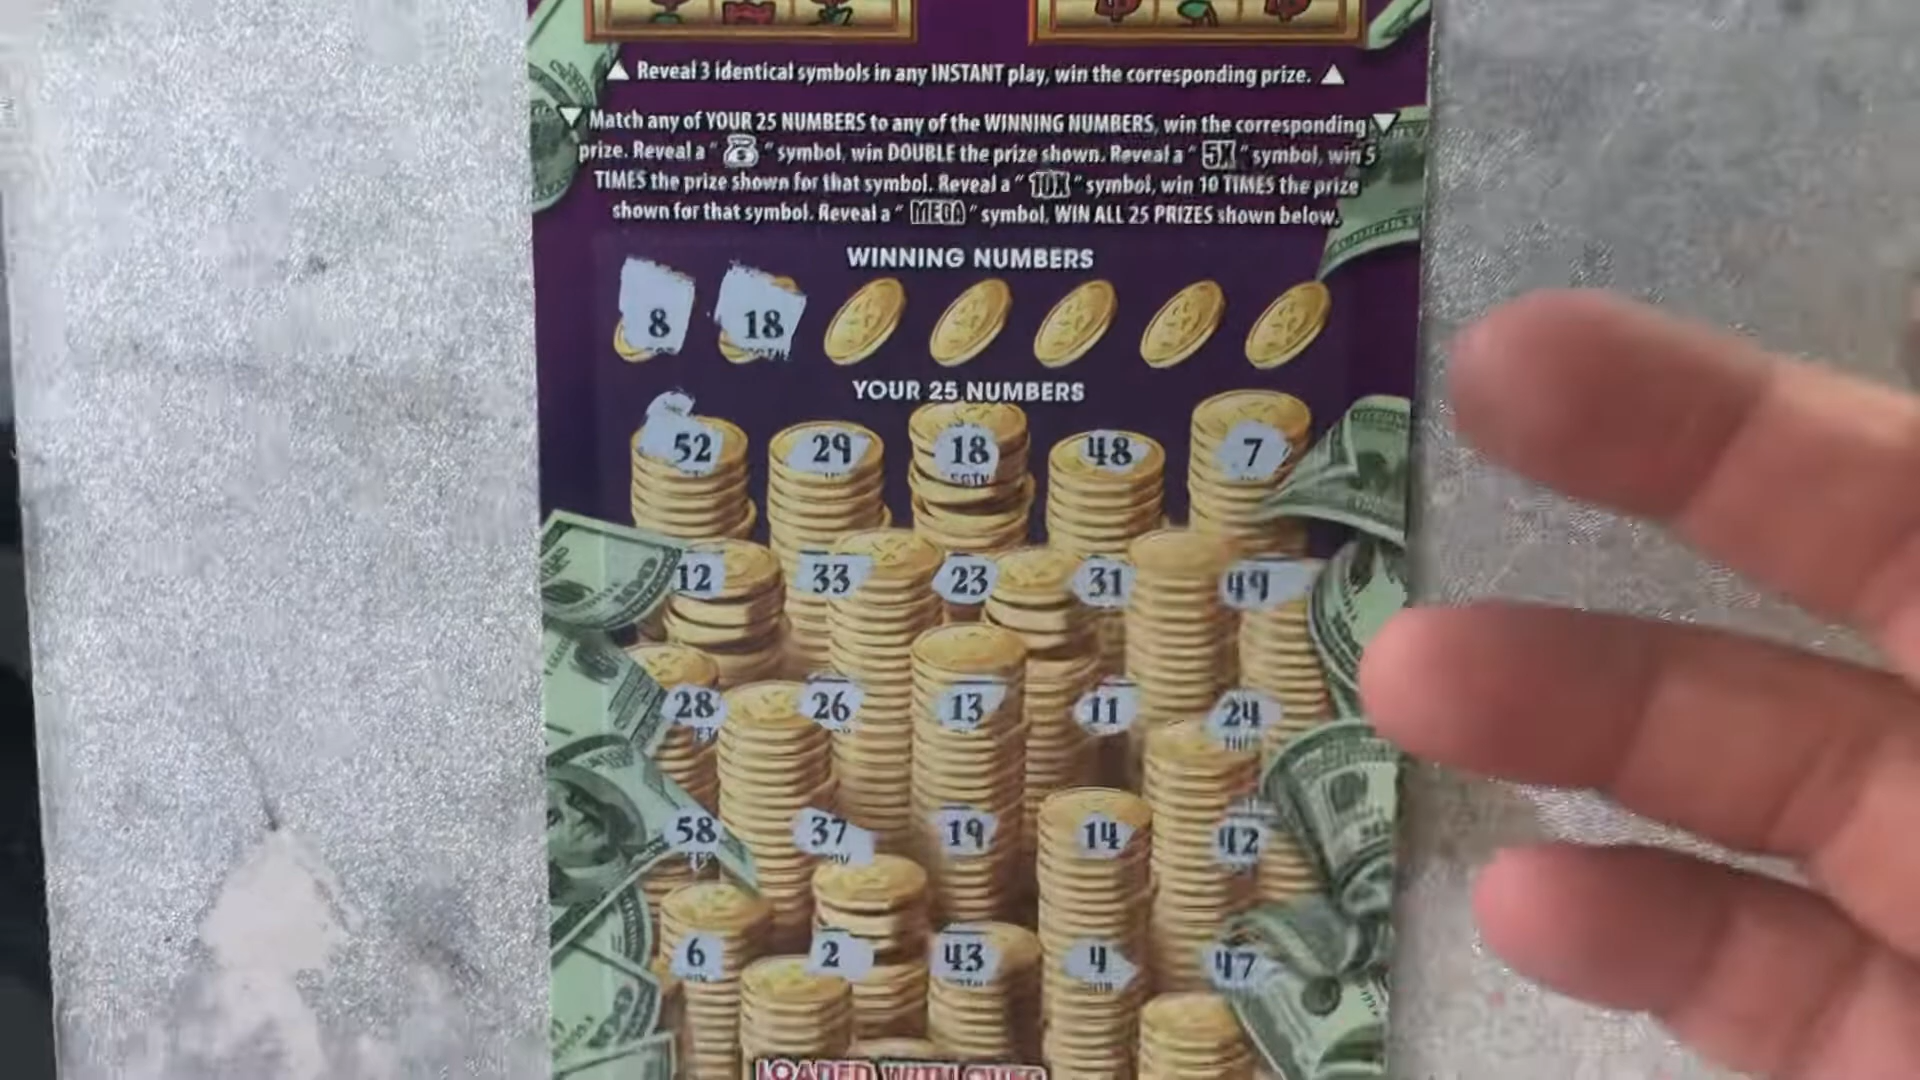 ▲ Reveal 3 identical symbols in any INSTANT play, win the corresponding prize. ▲
▼ Match any of YOUR 25 NUMBERS to any of the WINNING NUMBERS, win the corresponding ▼
prize. Reveal a " " symbol, win DOUBLE the prize shown. Reveal a " 5X " symbol, win 5
TIMES the prize shown for that symbol. Reveal a " 10X " symbol, win 10 TIMES the prize
shown for that symbol. Reveal a " MEGA " symbol, WIN ALL 25 PRIZES shown below.
WINNING NUMBERS
8 18
YOUR 25 NUMBERS
52 29 18 48 7
12 33 23 31 49
28 26 13 11 24
58 37 19 14 42
6 2 43 4 47
LOADED WITH